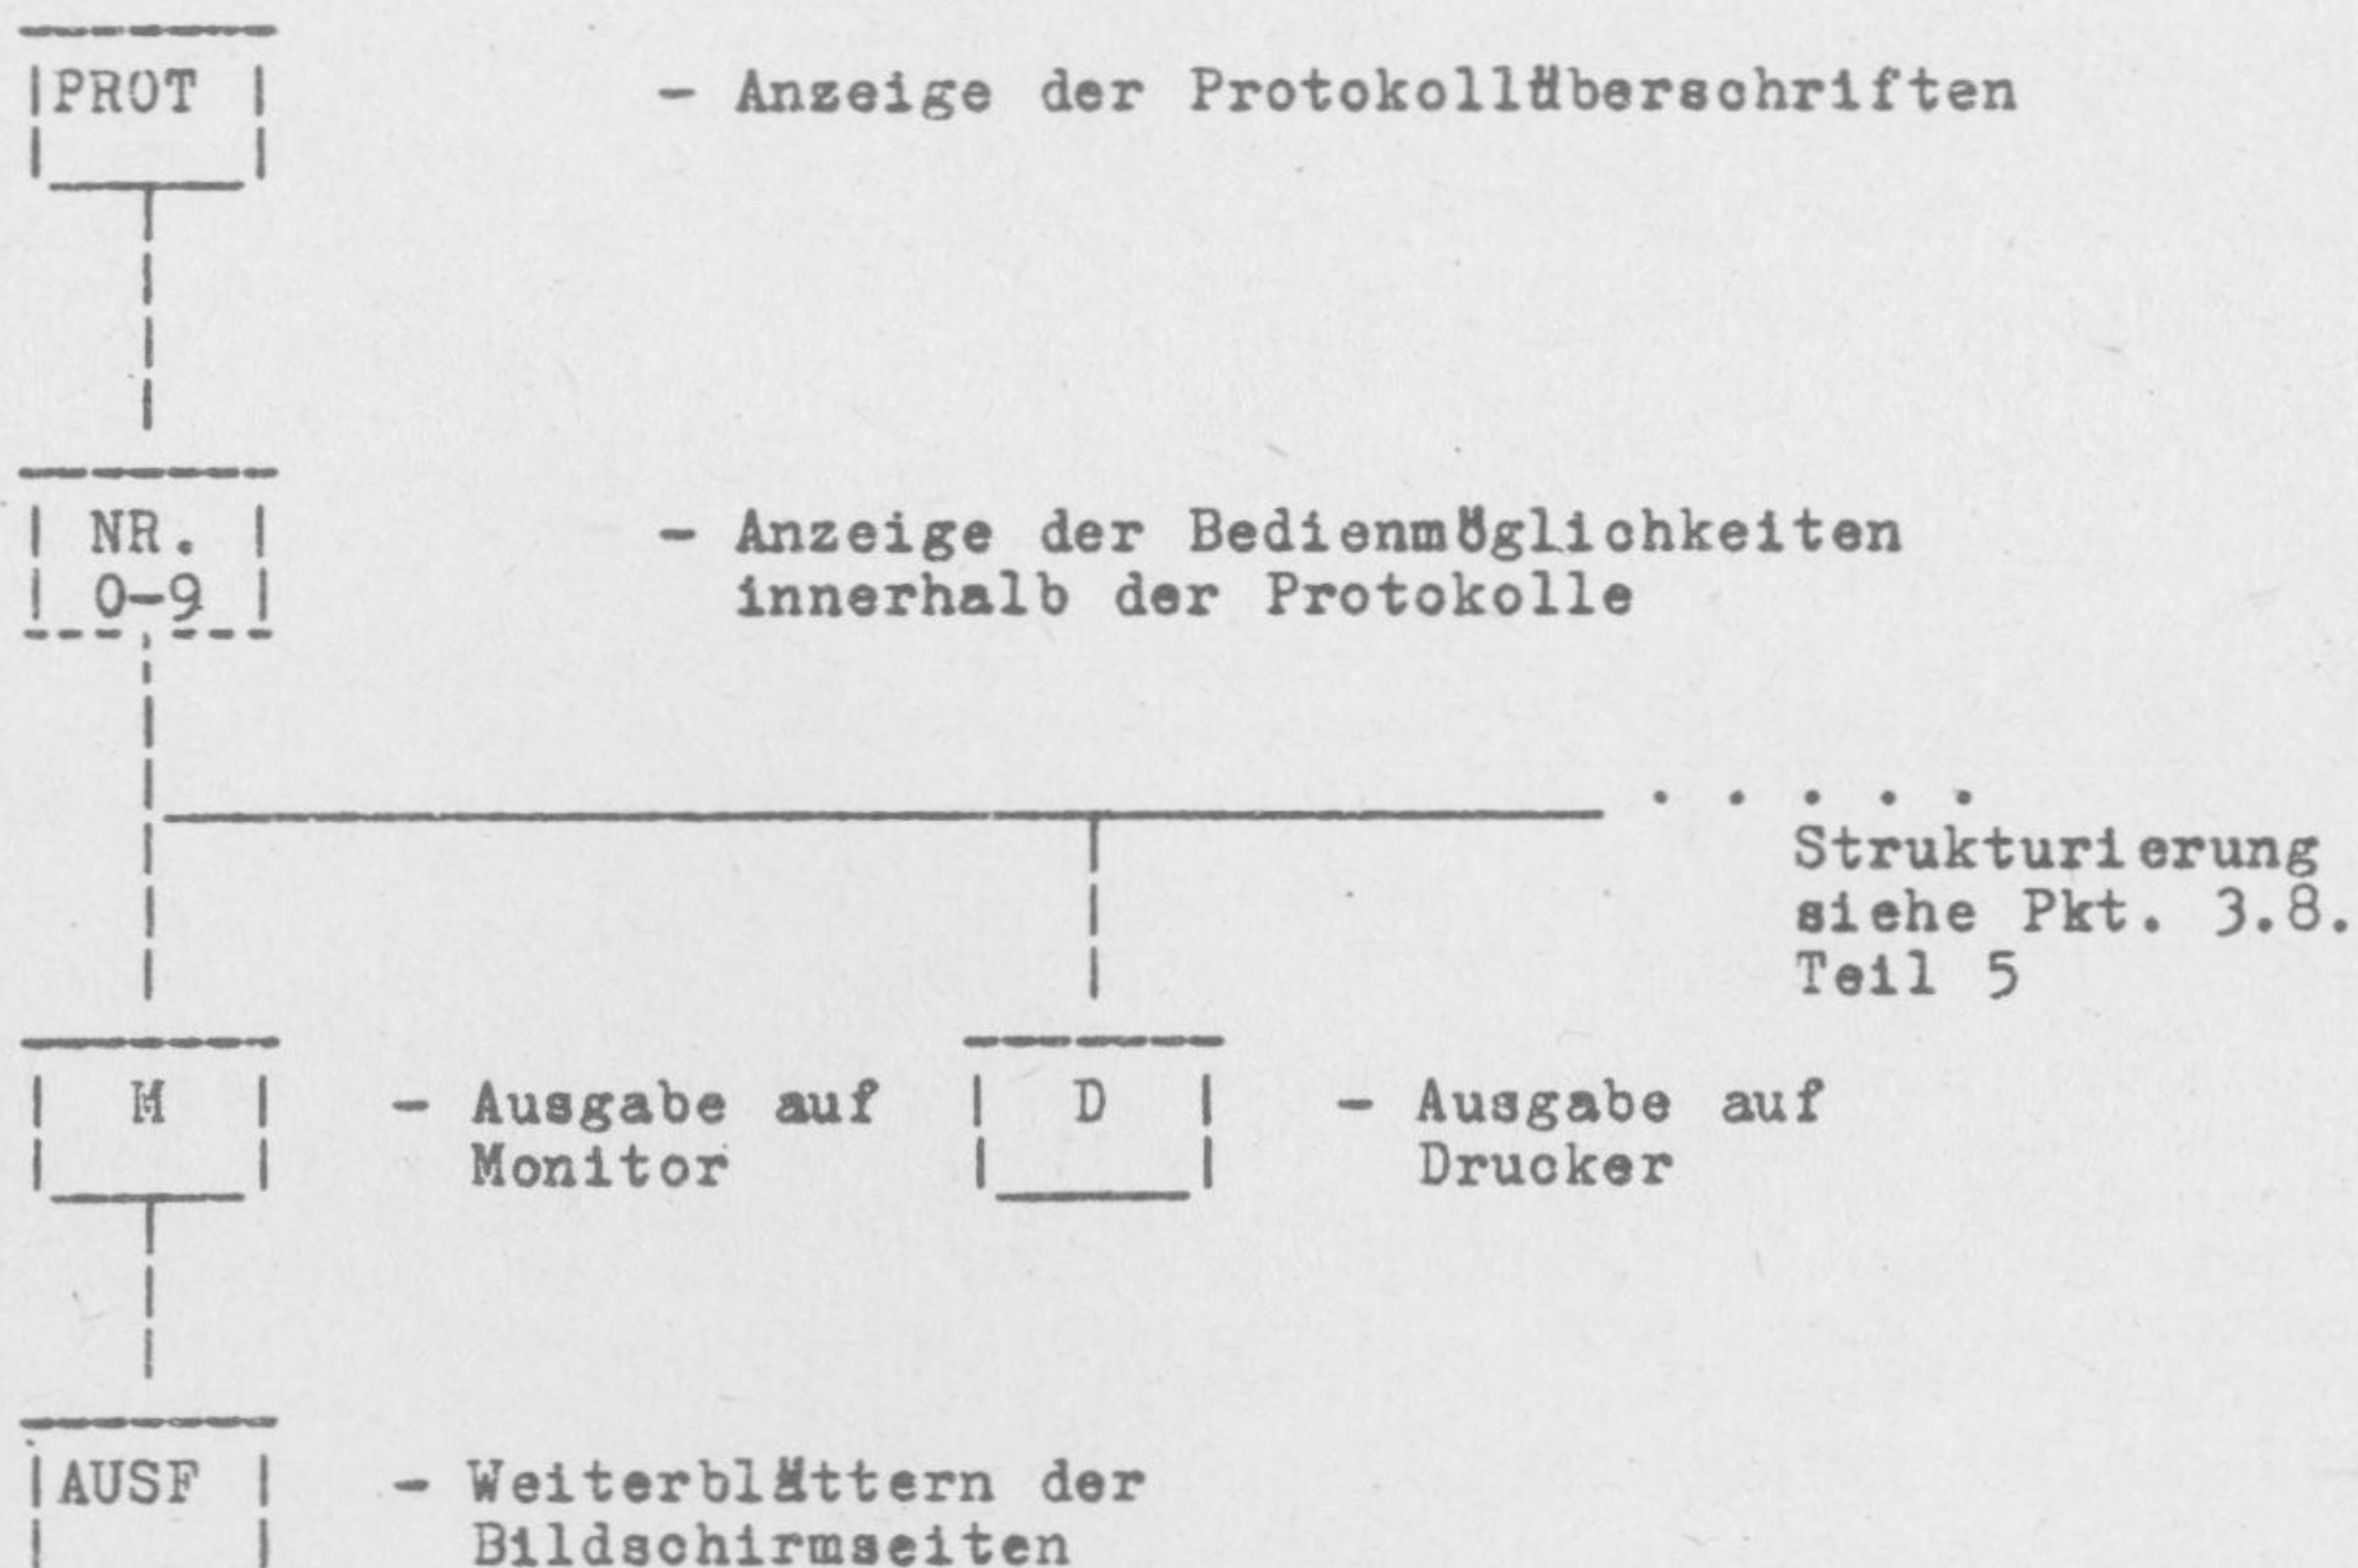 PROT - Anzeige der Protokollüberschriften
NR. - Anzeige der Bedienmöglichkeiten
0-9 innerhalb der Protokolle
. . . . .
Strukturierung
siehe Pkt. 3.8.
Teil 5
M - Ausgabe auf D - Ausgabe auf
Monitor Drucker
AUSF - Weiterblättern der
Bildschirmseiten